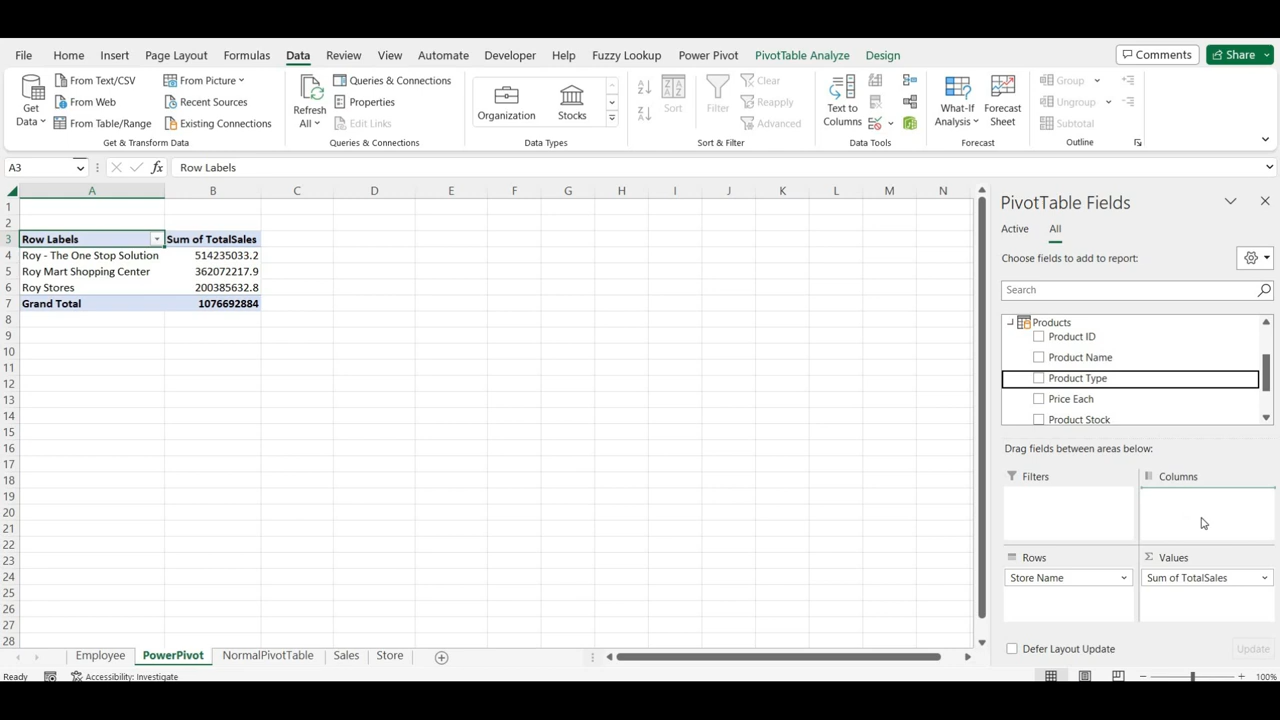 File Home Insert Page Layout Formulas Data Review View Automate Developer Help Fuzzy Lookup Power Pivot PivotTable Analyze Design Comments Share
Get Data
From Text/CSV
From Web
From Table/Range
From Picture
Recent Sources
Existing Connections
Get & Transform Data
Refresh All
Queries & Connections
Properties
Edit Links
Queries & Connections
Organization
Stocks
Data Types
Sort
Filter
Clear
Reapply
Advanced
Sort & Filter
Text to Columns
Data Tools
What-If Analysis
Forecast Sheet
Forecast
Group
Ungroup
Subtotal
Outline
A3 fx Row Labels
A B C D E F G H I J K L M N
1
2
3 Row Labels Sum of TotalSales
4 Roy - The One Stop Solution 514235033.2
5 Roy Mart Shopping Center 362072217.9
6 Roy Stores 200385632.8
7 Grand Total 1076692884
8
9
10
11
12
13
14
15
16
17
18
19
20
21
22
23
24
25
26
27
28
PivotTable Fields
Active All
Choose fields to add to report:
Search
Products
Product ID
Product Name
Product Type
Price Each
Product Stock
Drag fields between areas below:
Filters Columns
Rows Σ Values
Store Name Sum of TotalSales
Defer Layout Update Update
Employee PowerPivot NormalPivotTable Sales Store
Ready Accessibility: Investigate 100%